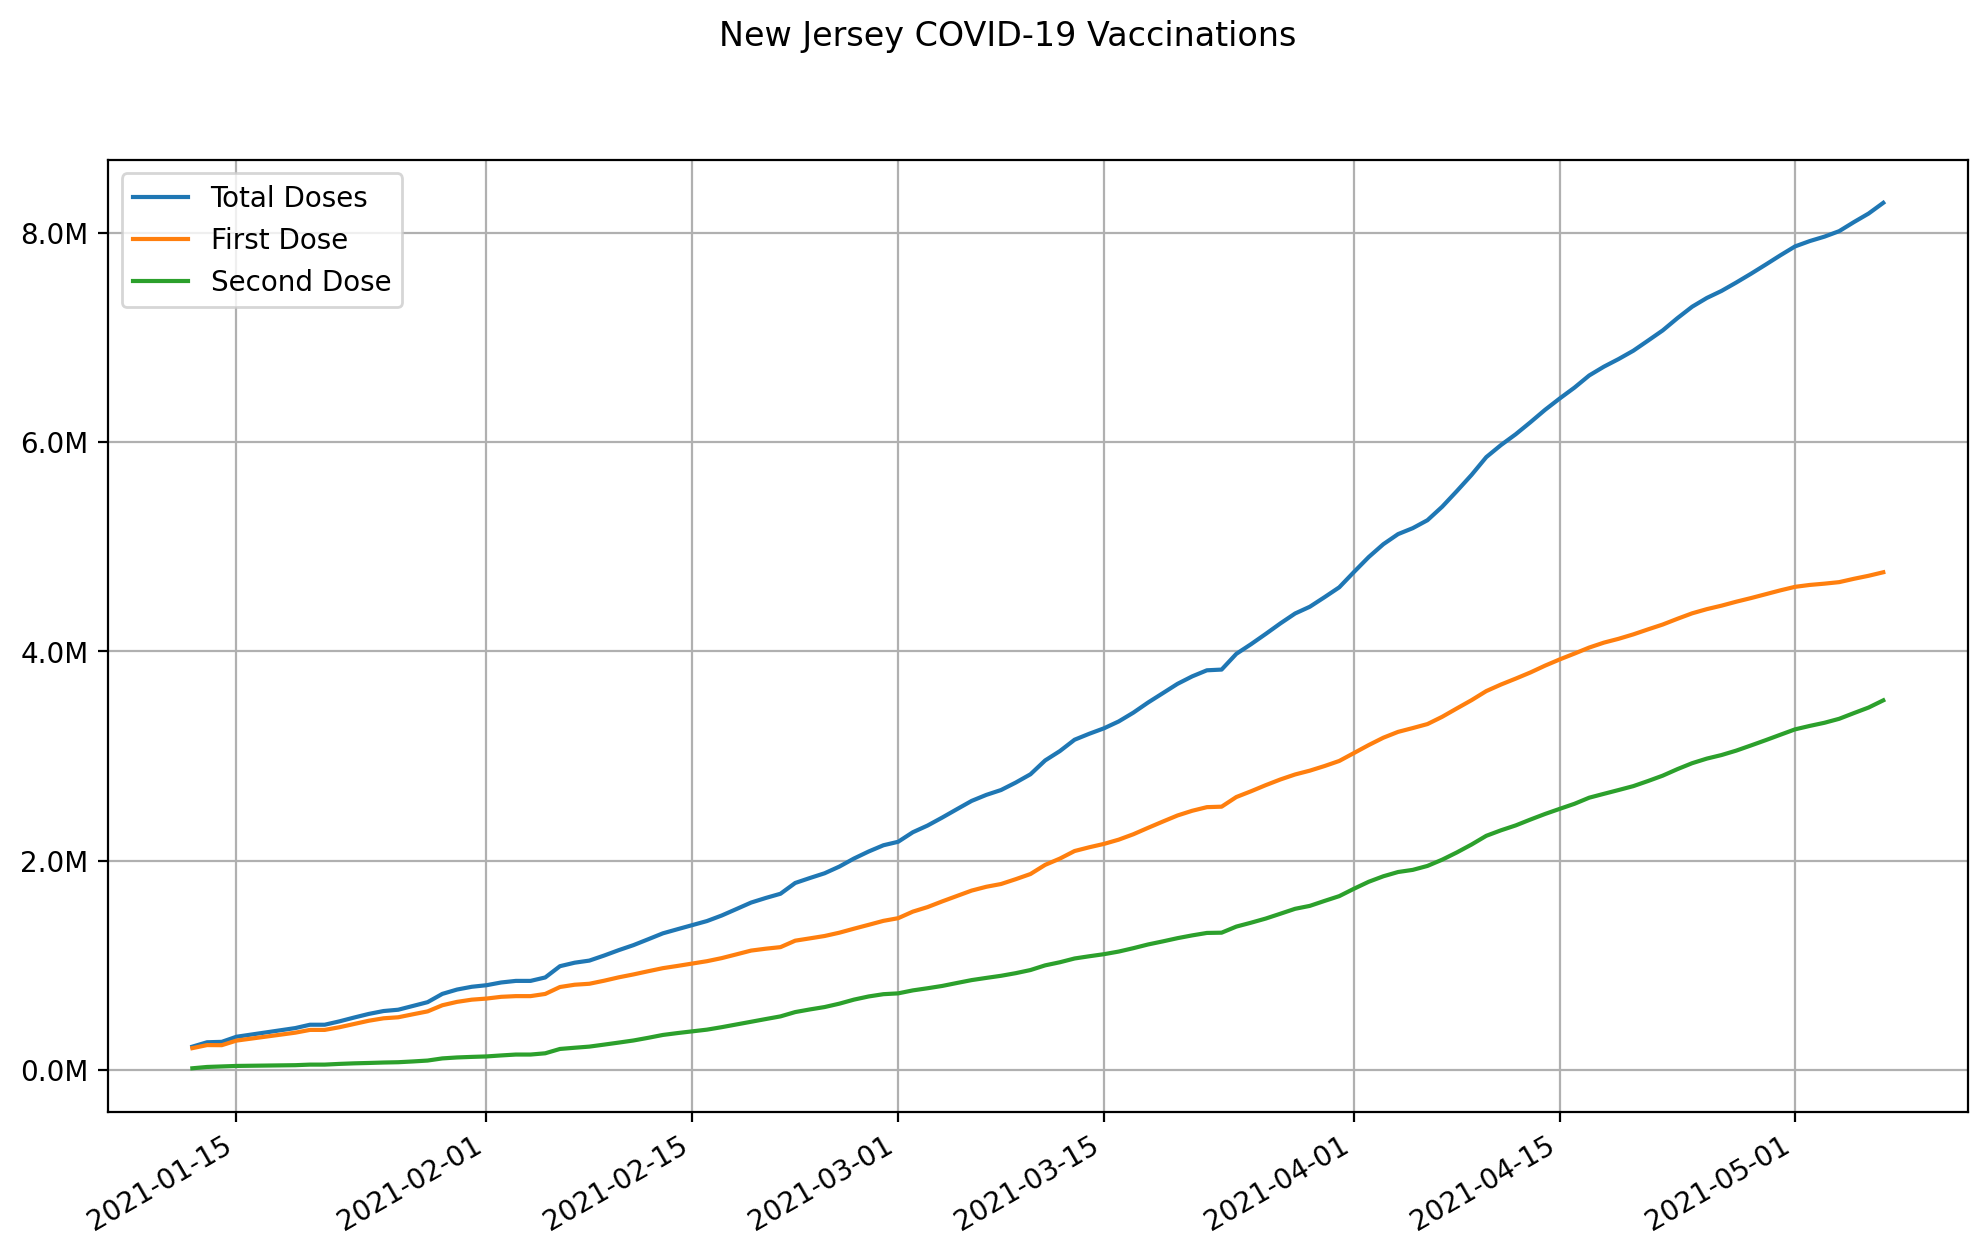 New Jersey COVID-19 Vaccinations
Total Doses
First Dose
Second Dose
8.0M
6.0M
4.0M
2.0M
0.0M
2021-01-15
2021-02-01
2021-02-15
2021-03-01
2021-03-15
2021-04-01
2021-04-15
2021-05-01